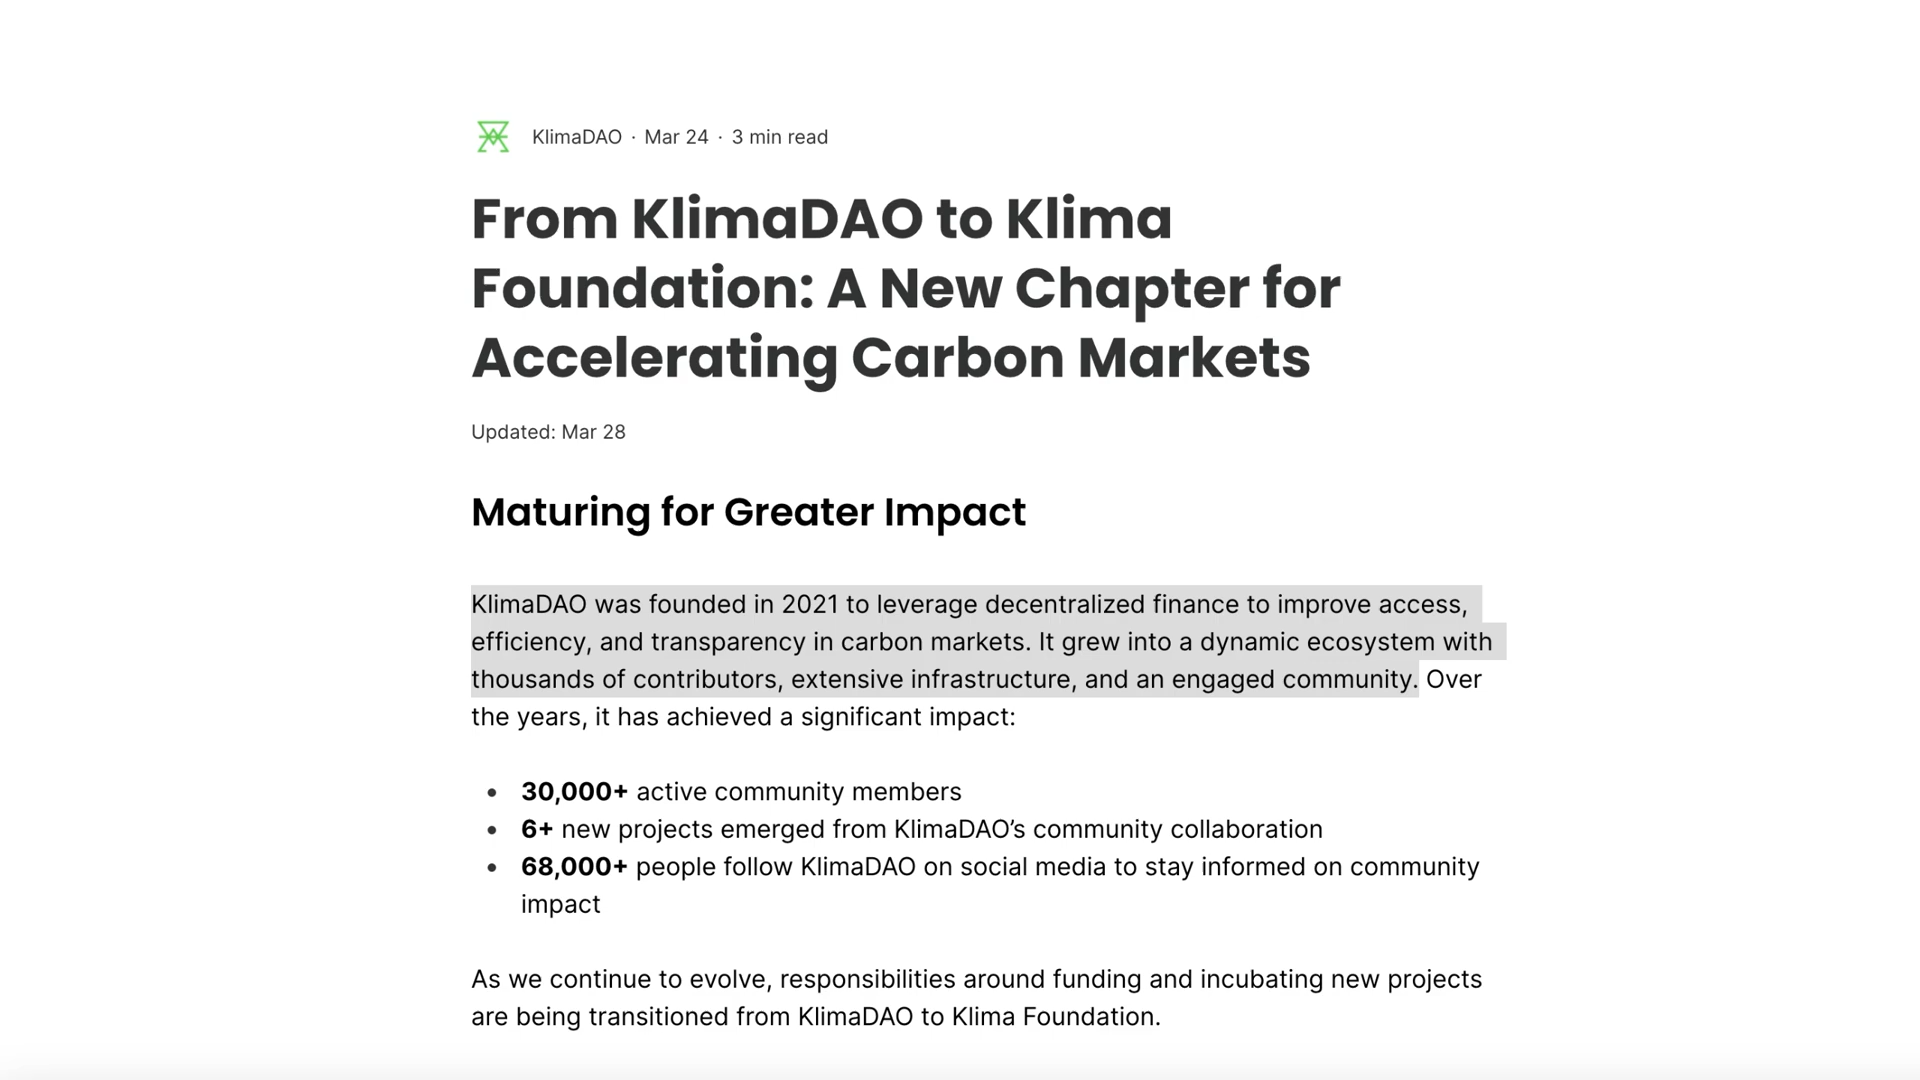 KlimaDAO · Mar 24 · 3 min read
From KlimaDAO to Klima
Foundation: A New Chapter for
Accelerating Carbon Markets
Updated: Mar 28
Maturing for Greater Impact
KlimaDAO was founded in 2021 to leverage decentralized finance to improve access,
efficiency, and transparency in carbon markets. It grew into a dynamic ecosystem with
thousands of contributors, extensive infrastructure, and an engaged community. Over
the years, it has achieved a significant impact:
• 30,000+ active community members
• 6+ new projects emerged from KlimaDAO’s community collaboration
• 68,000+ people follow KlimaDAO on social media to stay informed on community
impact
As we continue to evolve, responsibilities around funding and incubating new projects
are being transitioned from KlimaDAO to Klima Foundation.